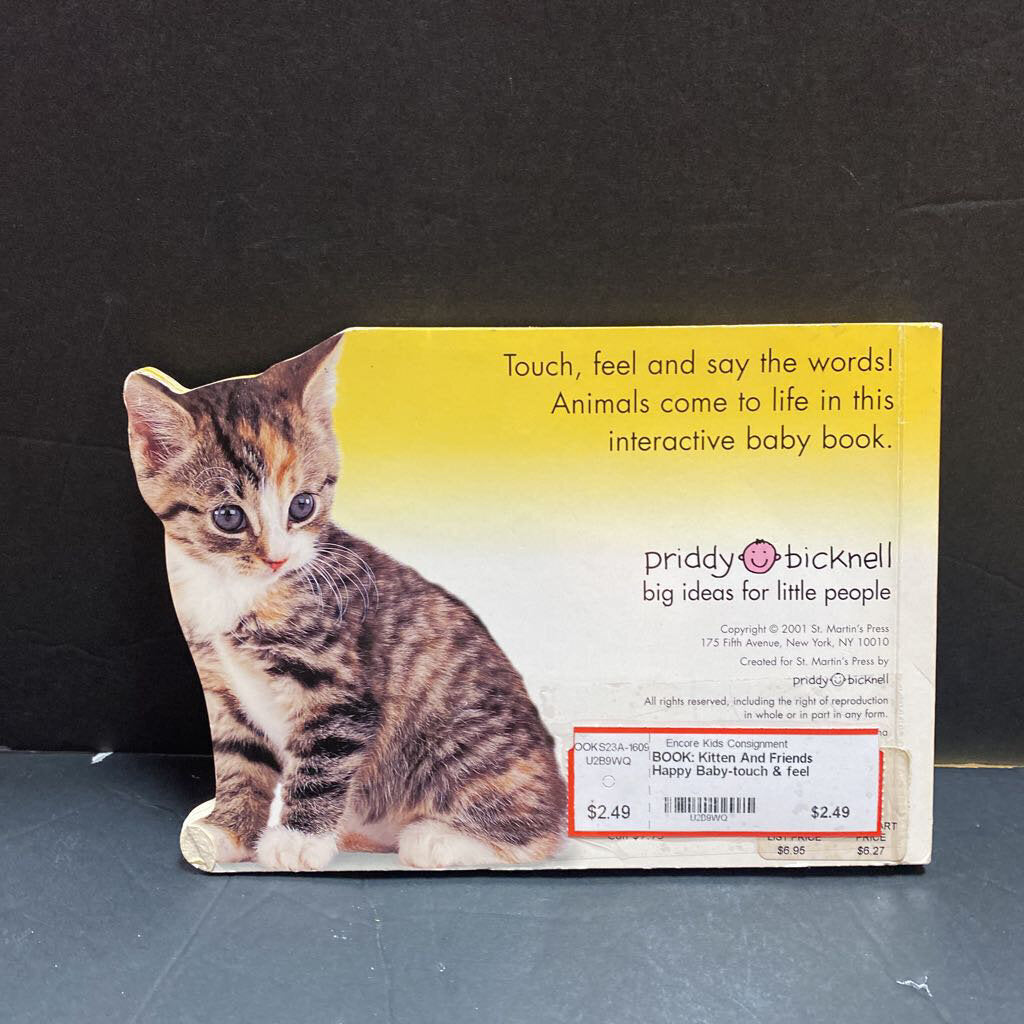 Touch, feel and say the words!
Animals come to life in this
interactive baby book.
priddy bicknell
big ideas for little people
Copyright © 2001 St. Martin's Press
175 Fifth Avenue, New York, NY 10010
Created for St. Martin's Press by
priddy bicknell
All rights reserved, including the right of reproduction
in whole or in part in any form.
OOKS23A-1609
U2B9WQ
$2.49
Encore Kids Consignment
BOOK: Kitten And Friends
Happy Baby-touch & feel
U2B9WQ
$2.49
LIST PRICE
$6.95
PRICE
$6.27